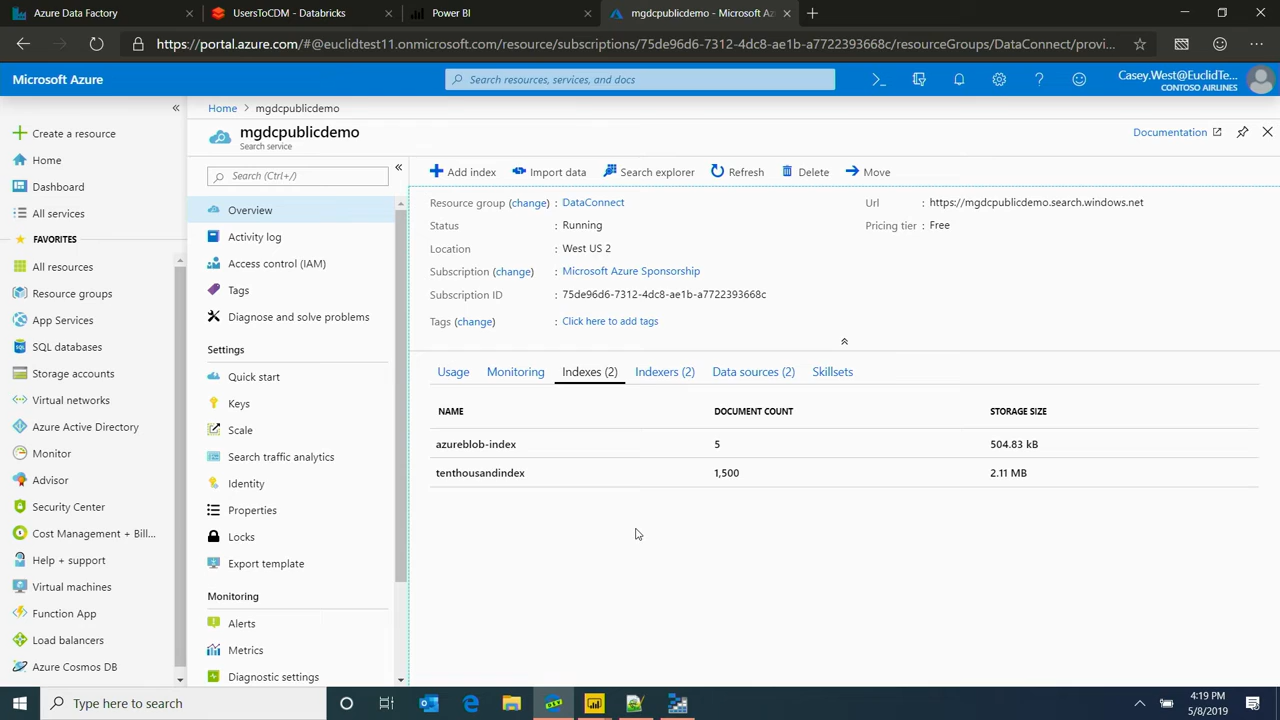 Azure Data Factory
UsersToCDM - Databricks
Power BI
mgdcpublicdemo - Microsoft Az
https://portal.azure.com/#@euclidtest11.onmicrosoft.com/resource/subscriptions/75de96d6-7312-4dc8-ae1b-a7722393668c/resourceGroups/DataConnect/provi...
Microsoft Azure
Search resources, services, and docs
Casey.West@EuclidTe...
CONTOSO AIRLINES
Home > mgdcpublicdemo
mgdcpublicdemo
Search service
Documentation
Create a resource
Home
Dashboard
All services
FAVORITES
All resources
Resource groups
App Services
SQL databases
Storage accounts
Virtual networks
Azure Active Directory
Monitor
Advisor
Security Center
Cost Management + Bill...
Help + support
Virtual machines
Function App
Load balancers
Azure Cosmos DB
Search (Ctrl+/)
Overview
Activity log
Access control (IAM)
Tags
Diagnose and solve problems
Settings
Quick start
Keys
Scale
Search traffic analytics
Identity
Properties
Locks
Export template
Monitoring
Alerts
Metrics
Diagnostic settings
Add index Import data Search explorer Refresh Delete Move
Resource group (change) : DataConnect
Status : Running
Location : West US 2
Subscription (change) : Microsoft Azure Sponsorship
Subscription ID : 75de96d6-7312-4dc8-ae1b-a7722393668c
Tags (change) : Click here to add tags
Url : https://mgdcpublicdemo.search.windows.net
Pricing tier : Free
Usage Monitoring Indexes (2) Indexers (2) Data sources (2) Skillsets
NAME DOCUMENT COUNT STORAGE SIZE
azureblob-index 5 504.83 kB
tenthousandindex 1,500 2.11 MB
Type here to search
4:19 PM
5/8/2019